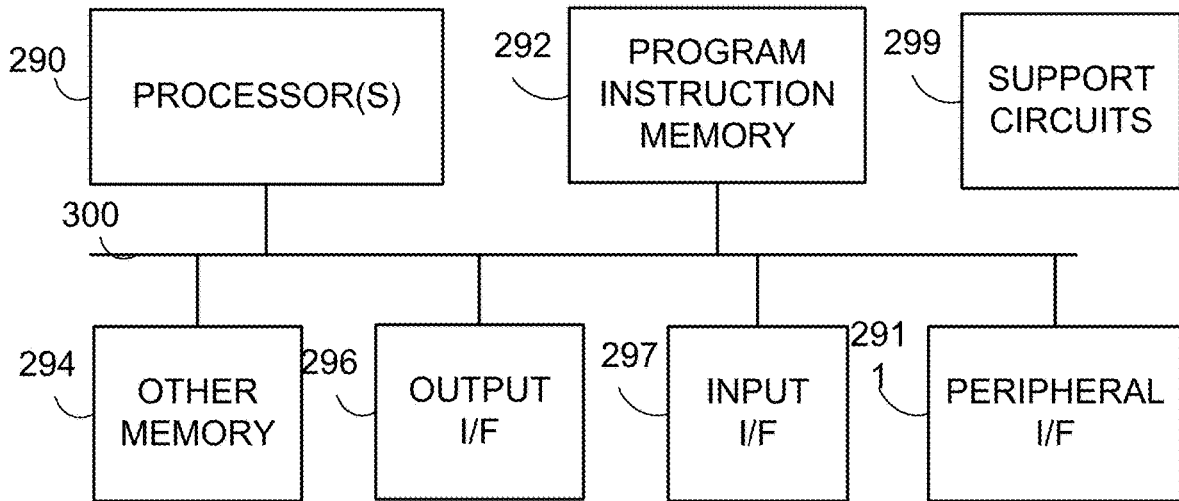 290
PROCESSOR(S)
292
PROGRAM
INSTRUCTION
MEMORY
299
SUPPORT
CIRCUITS
300
294
OTHER
MEMORY
296
OUTPUT
I/F
297
INPUT
I/F
291
1
PERIPHERAL
I/F